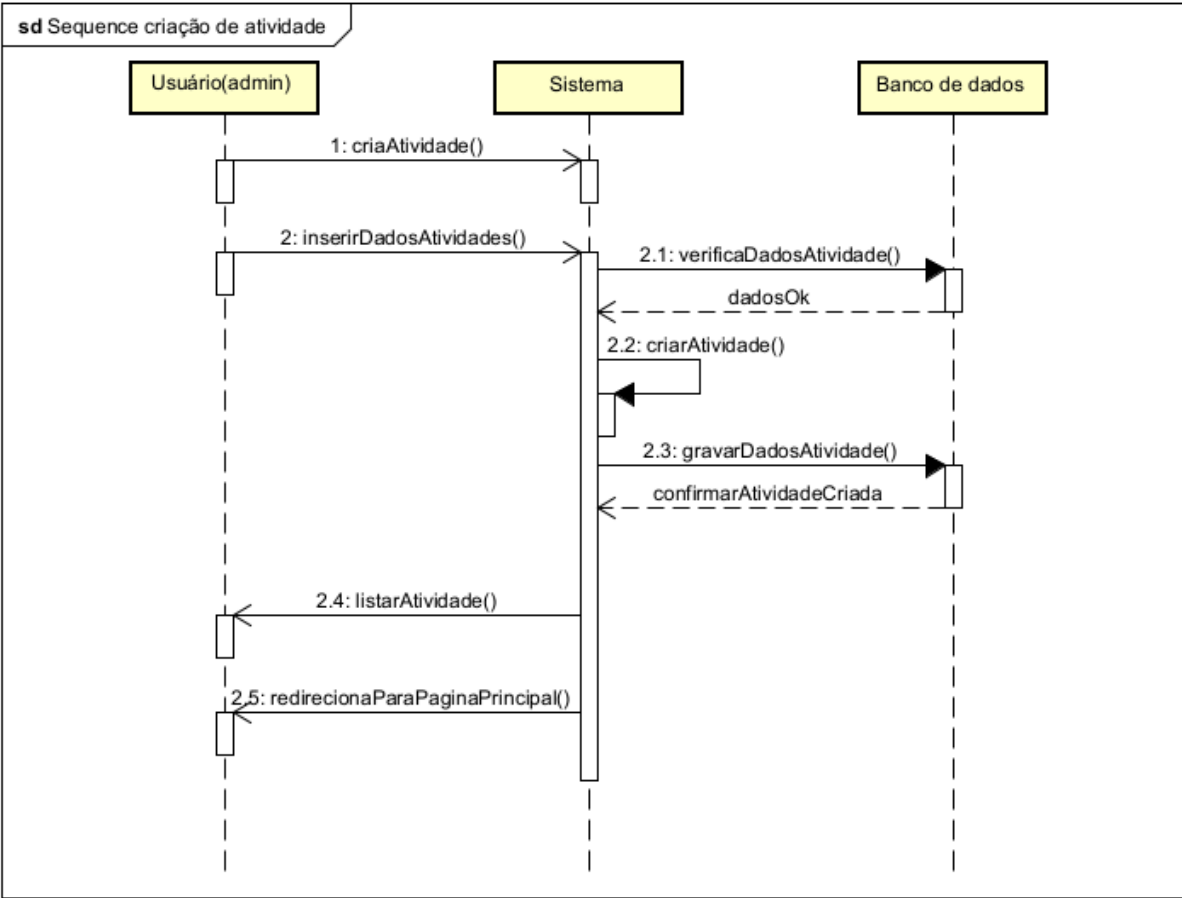 sd Sequence criação de atividade
Usuário(admin)
Sistema
Banco de dados
1: criaAtividade()
2: inserirDadosAtividades()
2.1: verificaDadosAtividade()
dadosOk
2.2: criarAtividade()
2.3: gravarDadosAtividade()
confirmarAtividadeCriada
2.4: listarAtividade()
2.5: redirecionaParaPaginaPrincipal()